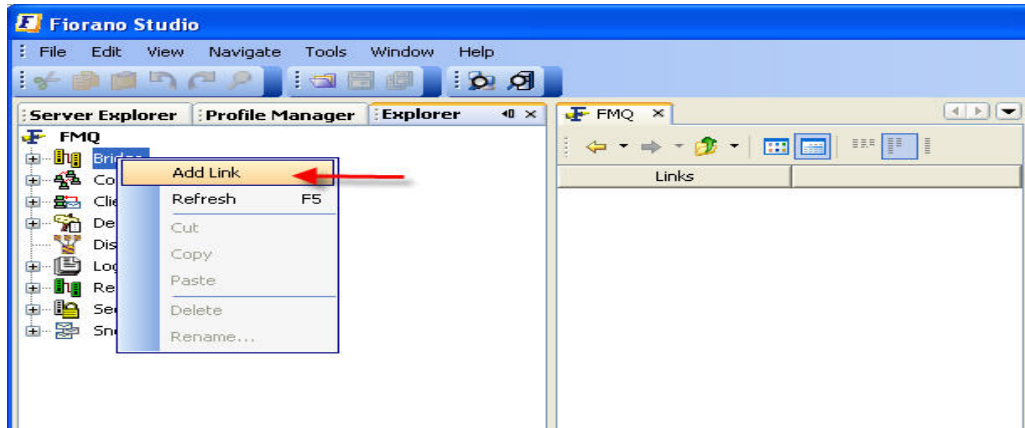 Fiorano Studio
File Edit View Navigate Tools Window Help
Server Explorer Profile Manager Explorer
FMQ
FMQ
Links
Add Link
Refresh F5
Cut
Copy
Paste
Delete
Rename...